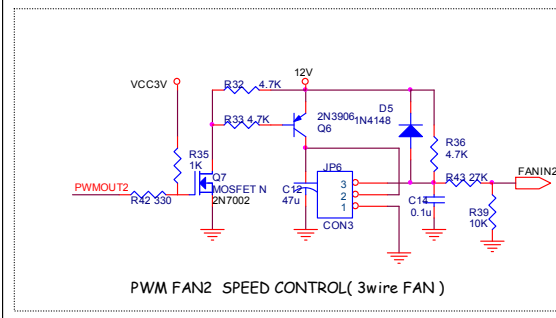 R32 4.7K
12V
VCC3V
R33 4.7K
2N3906
Q6
D5
1N4148
R36
4.7K
R35
1K
Q7
MOSFET N
2N7002
JP6
3
2
1
CON3
C12
47u
R43 27K
FANIN2
C14
0.1u
R39
10K
PWMOUT2
R42 330
PWM FAN2 SPEED CONTROL( 3wire FAN )